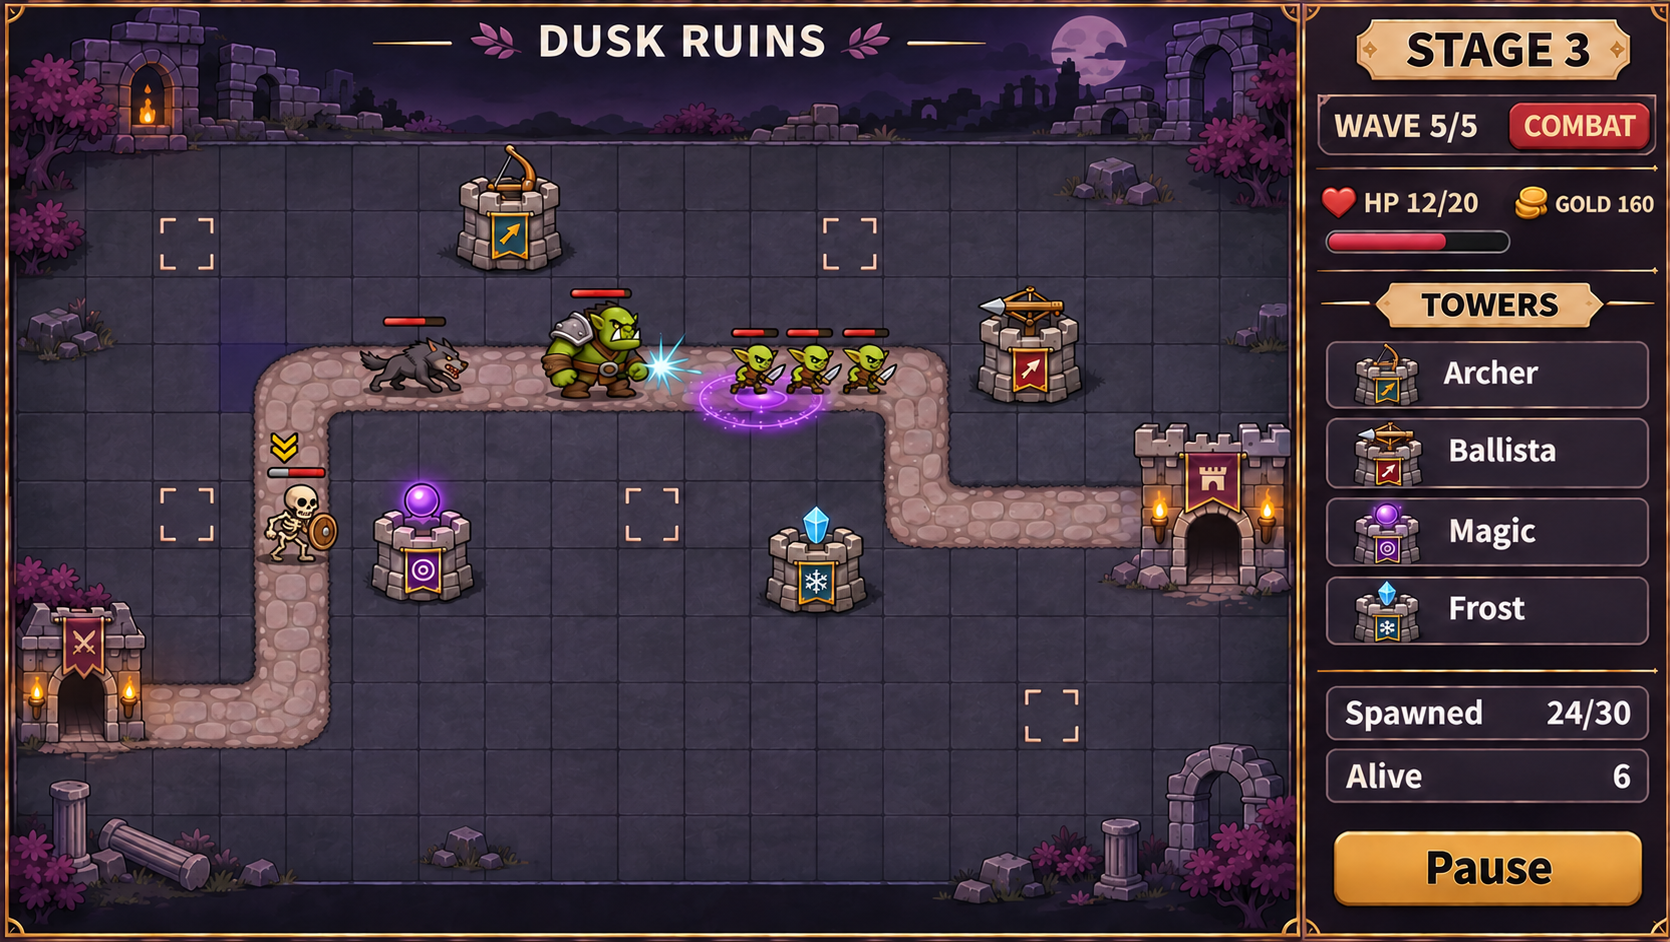 DUSK RUINS
STAGE 3
WAVE 5/5 COMBAT
HP 12/20 GOLD 160
TOWERS
Archer
Ballista
Magic
Frost
Spawned 24/30
Alive 6
Pause